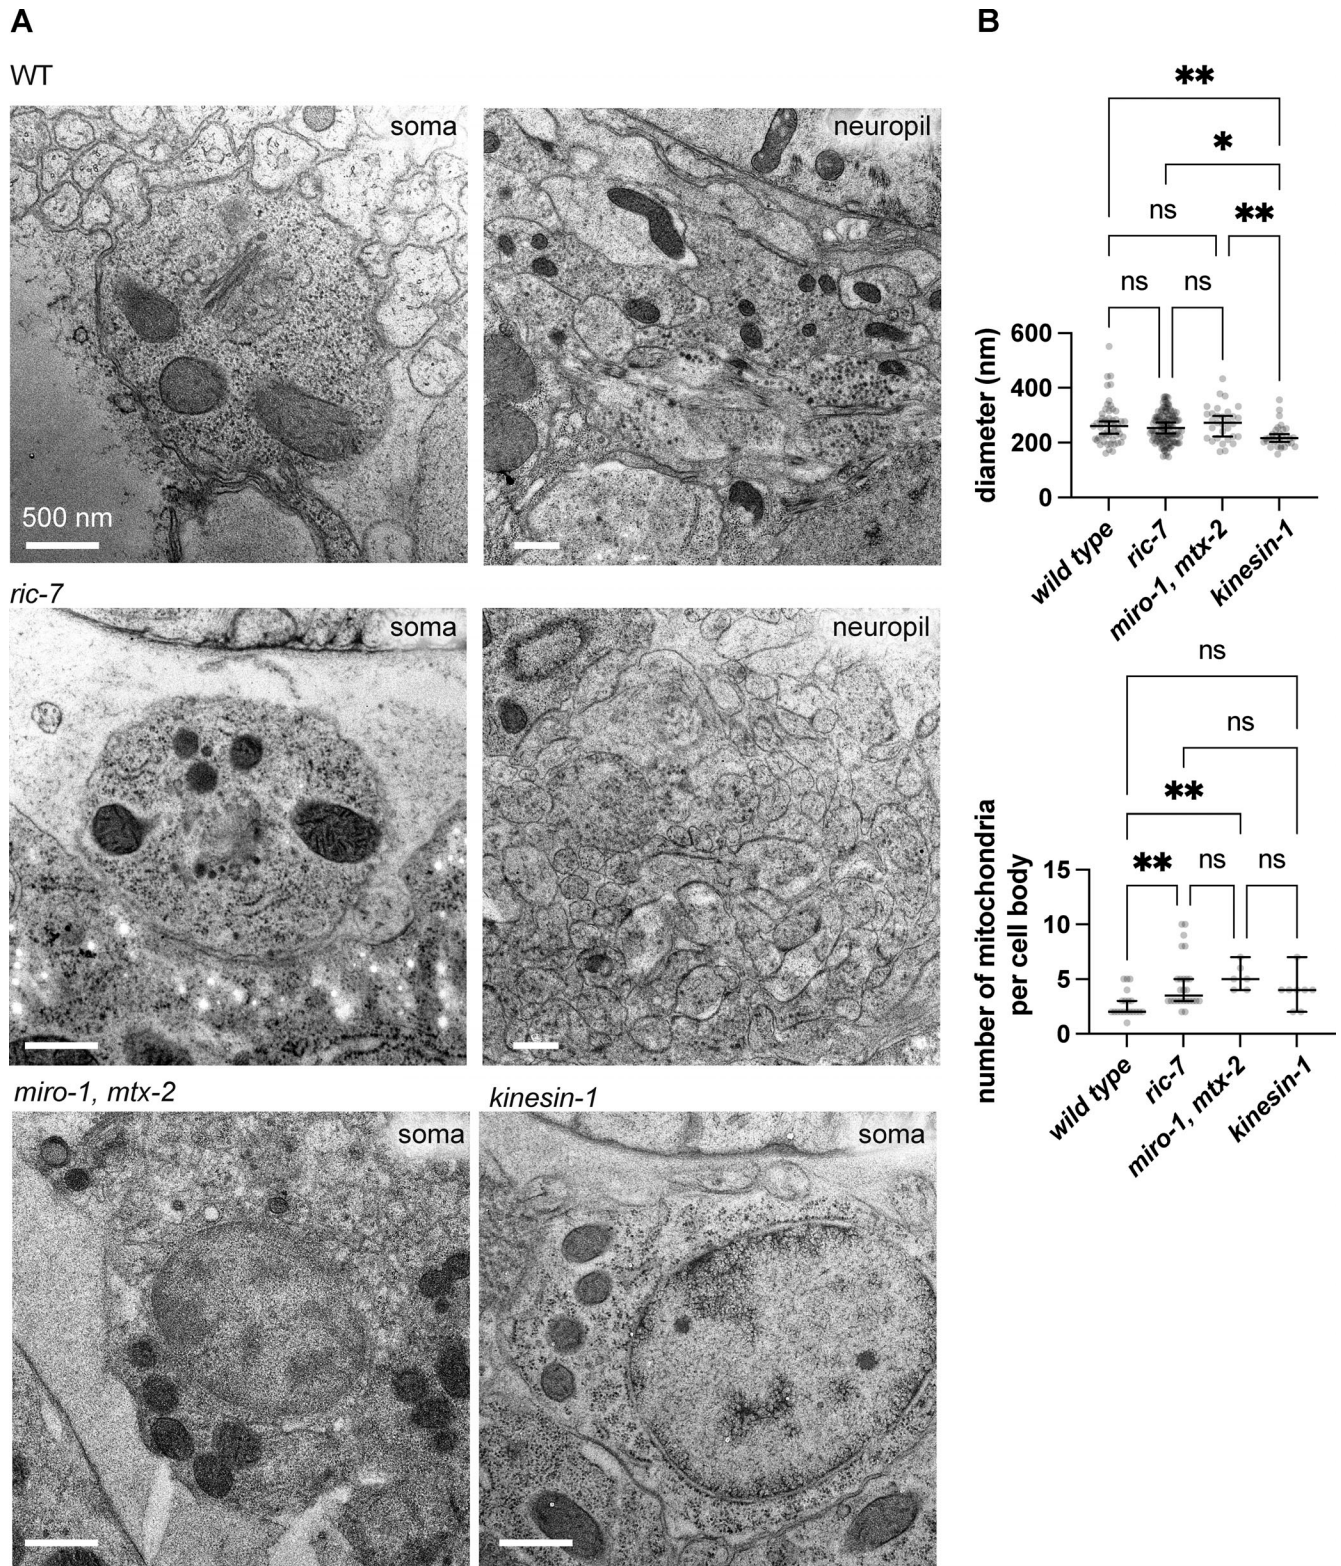 A
WT
soma
neuropil
500 nm
ric-7
soma
neuropil
miro-1, mtx-2
soma
kinesin-1
soma
B
**
*
ns
**
ns
ns
diameter (nm)
600
400
200
0
wild type
ric-7
miro-1, mtx-2
kinesin-1
ns
ns
**
**
ns
ns
number of mitochondria
per cell body
15
10
5
0
wild type
ric-7
miro-1, mtx-2
kinesin-1